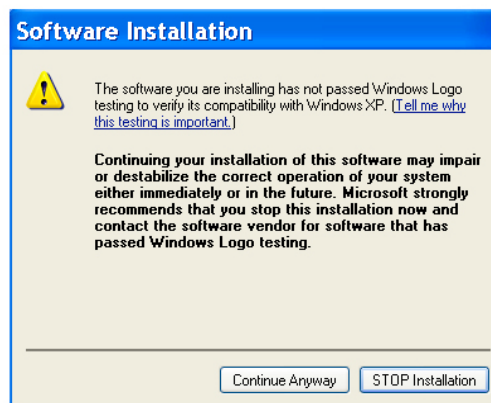 Software Installation
The software you are installing has not passed Windows Logo
testing to verify its compatibility with Windows XP. (Tell me why
this testing is important.)
Continuing your installation of this software may impair
or destabilize the correct operation of your system
either immediately or in the future. Microsoft strongly
recommends that you stop this installation now and
contact the software vendor for software that has
passed Windows Logo testing.
Continue Anyway
STOP Installation